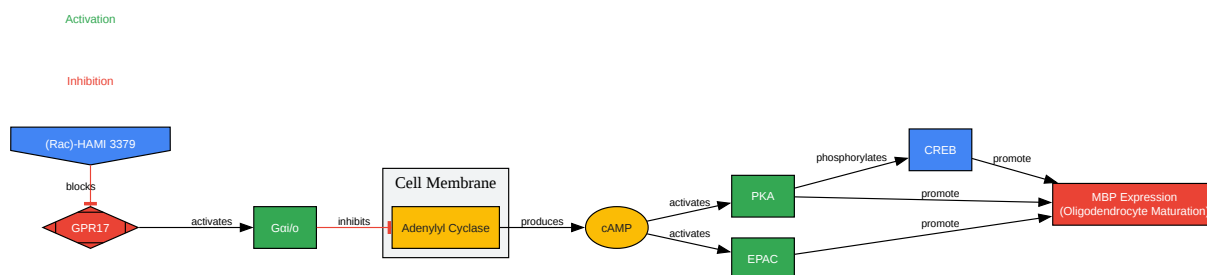 Activation
Inhibition
(Rac)-HAMI 3379
blocks
GPR17
activates
Gαi/o
inhibits
Cell Membrane
Adenylyl Cyclase
produces
cAMP
activates
activates
PKA
EPAC
phosphorylates
CREB
promote
promote
promote
MBP Expression
(Oligodendrocyte Maturation)